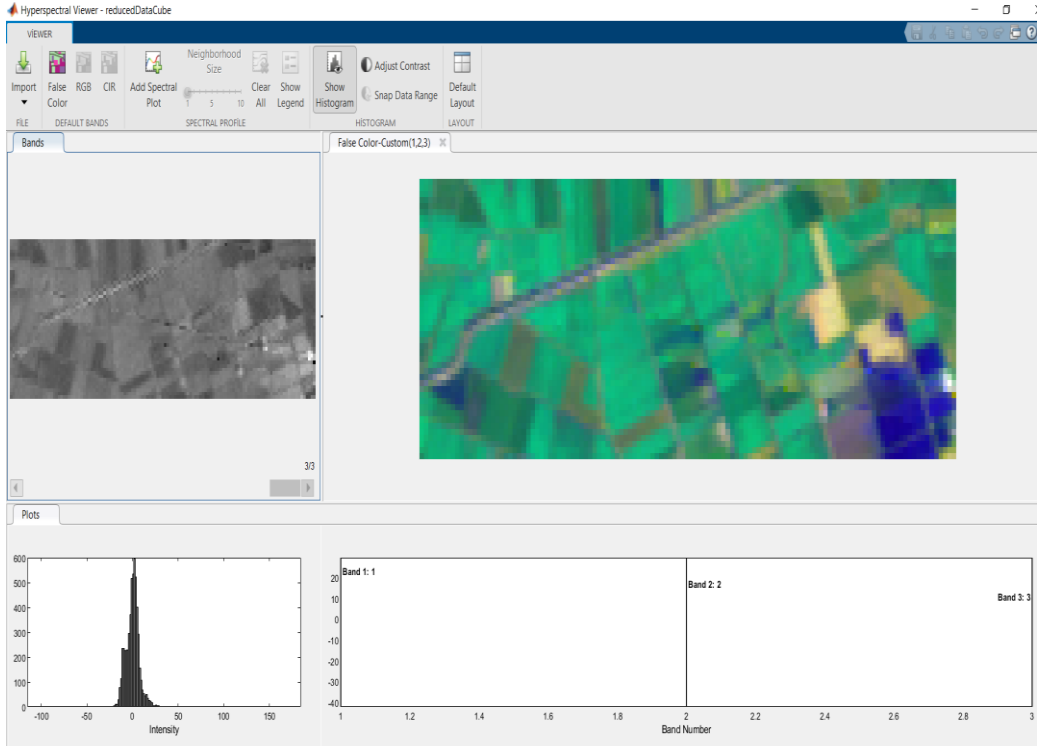 Hyperspectral Viewer - reducedDataCube
VIEWER
Import
False Color
RGB
CIR
Add Spectral Plot
Neighborhood Size
1 5 10
Clear All
Show Legend
Show Histogram
Adjust Contrast
Snap Data Range
Default Layout
FILE
DEFAULT BANDS
SPECTRAL PROFILE
HISTOGRAM
LAYOUT
Bands
False Color-Custom(1,2,3)
3/3
Plots
600
500
400
300
200
100
0
-100 -50 0 50 100 150
Intensity
20
10
0
-10
-20
-30
-40
Band 1: 1
Band 2: 2
Band 3: 3
1 1.2 1.4 1.6 1.8 2 2.2 2.4 2.6 2.8 3
Band Number